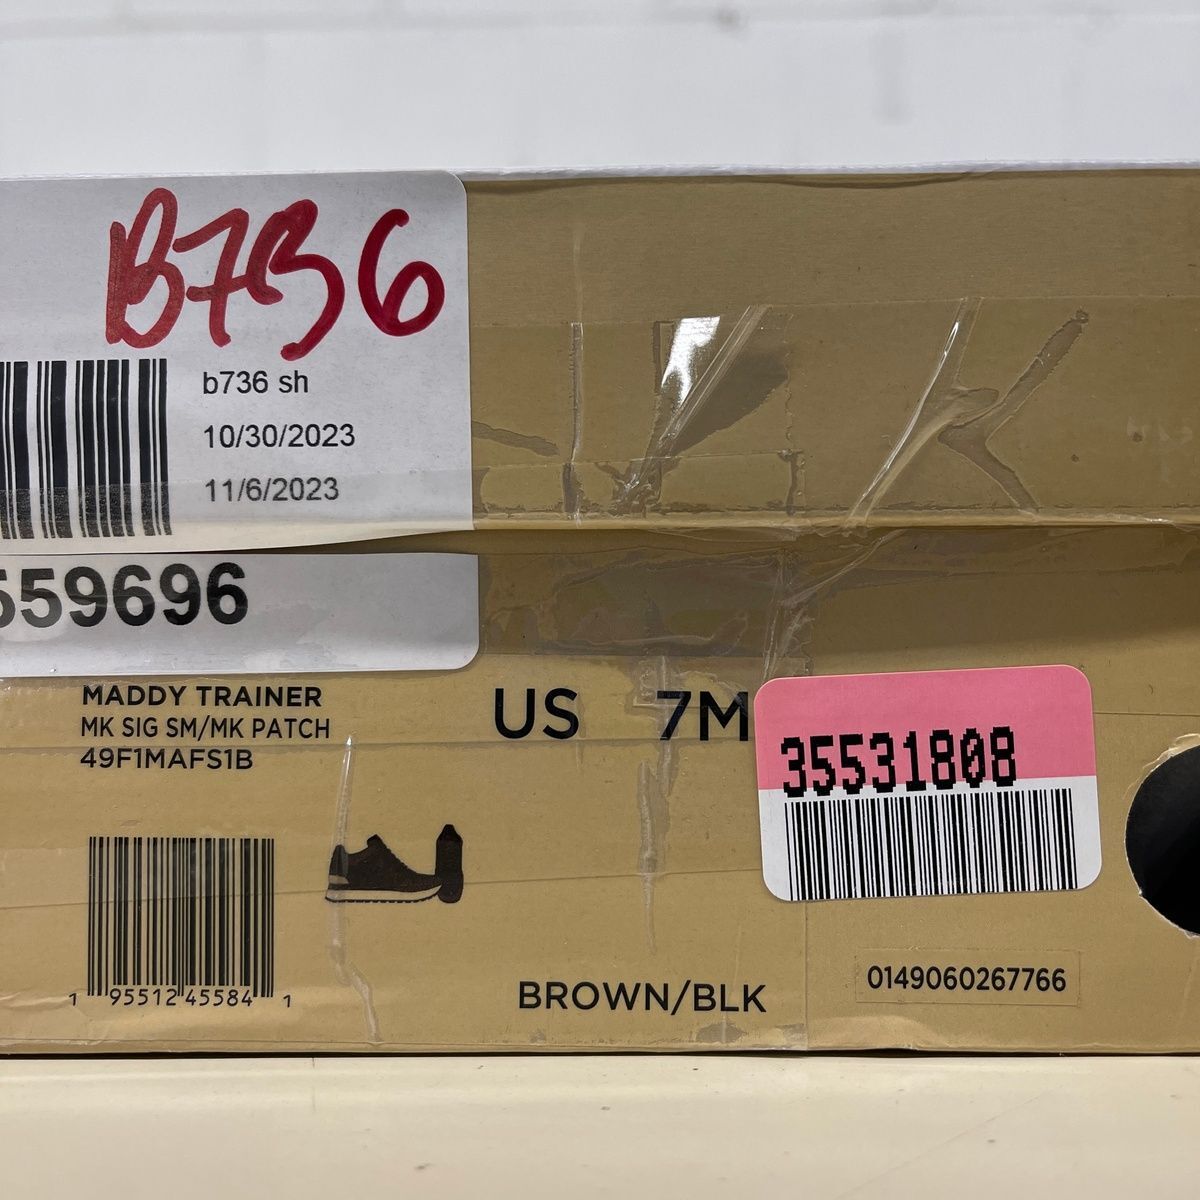 B736
b736 sh
10/30/2023
11/6/2023
559696
MADDY TRAINER
MK SIG SM/MK PATCH
49F1MAFS1B
US 7M
35531808
1 95512 45584 1
BROWN/BLK
0149060267766